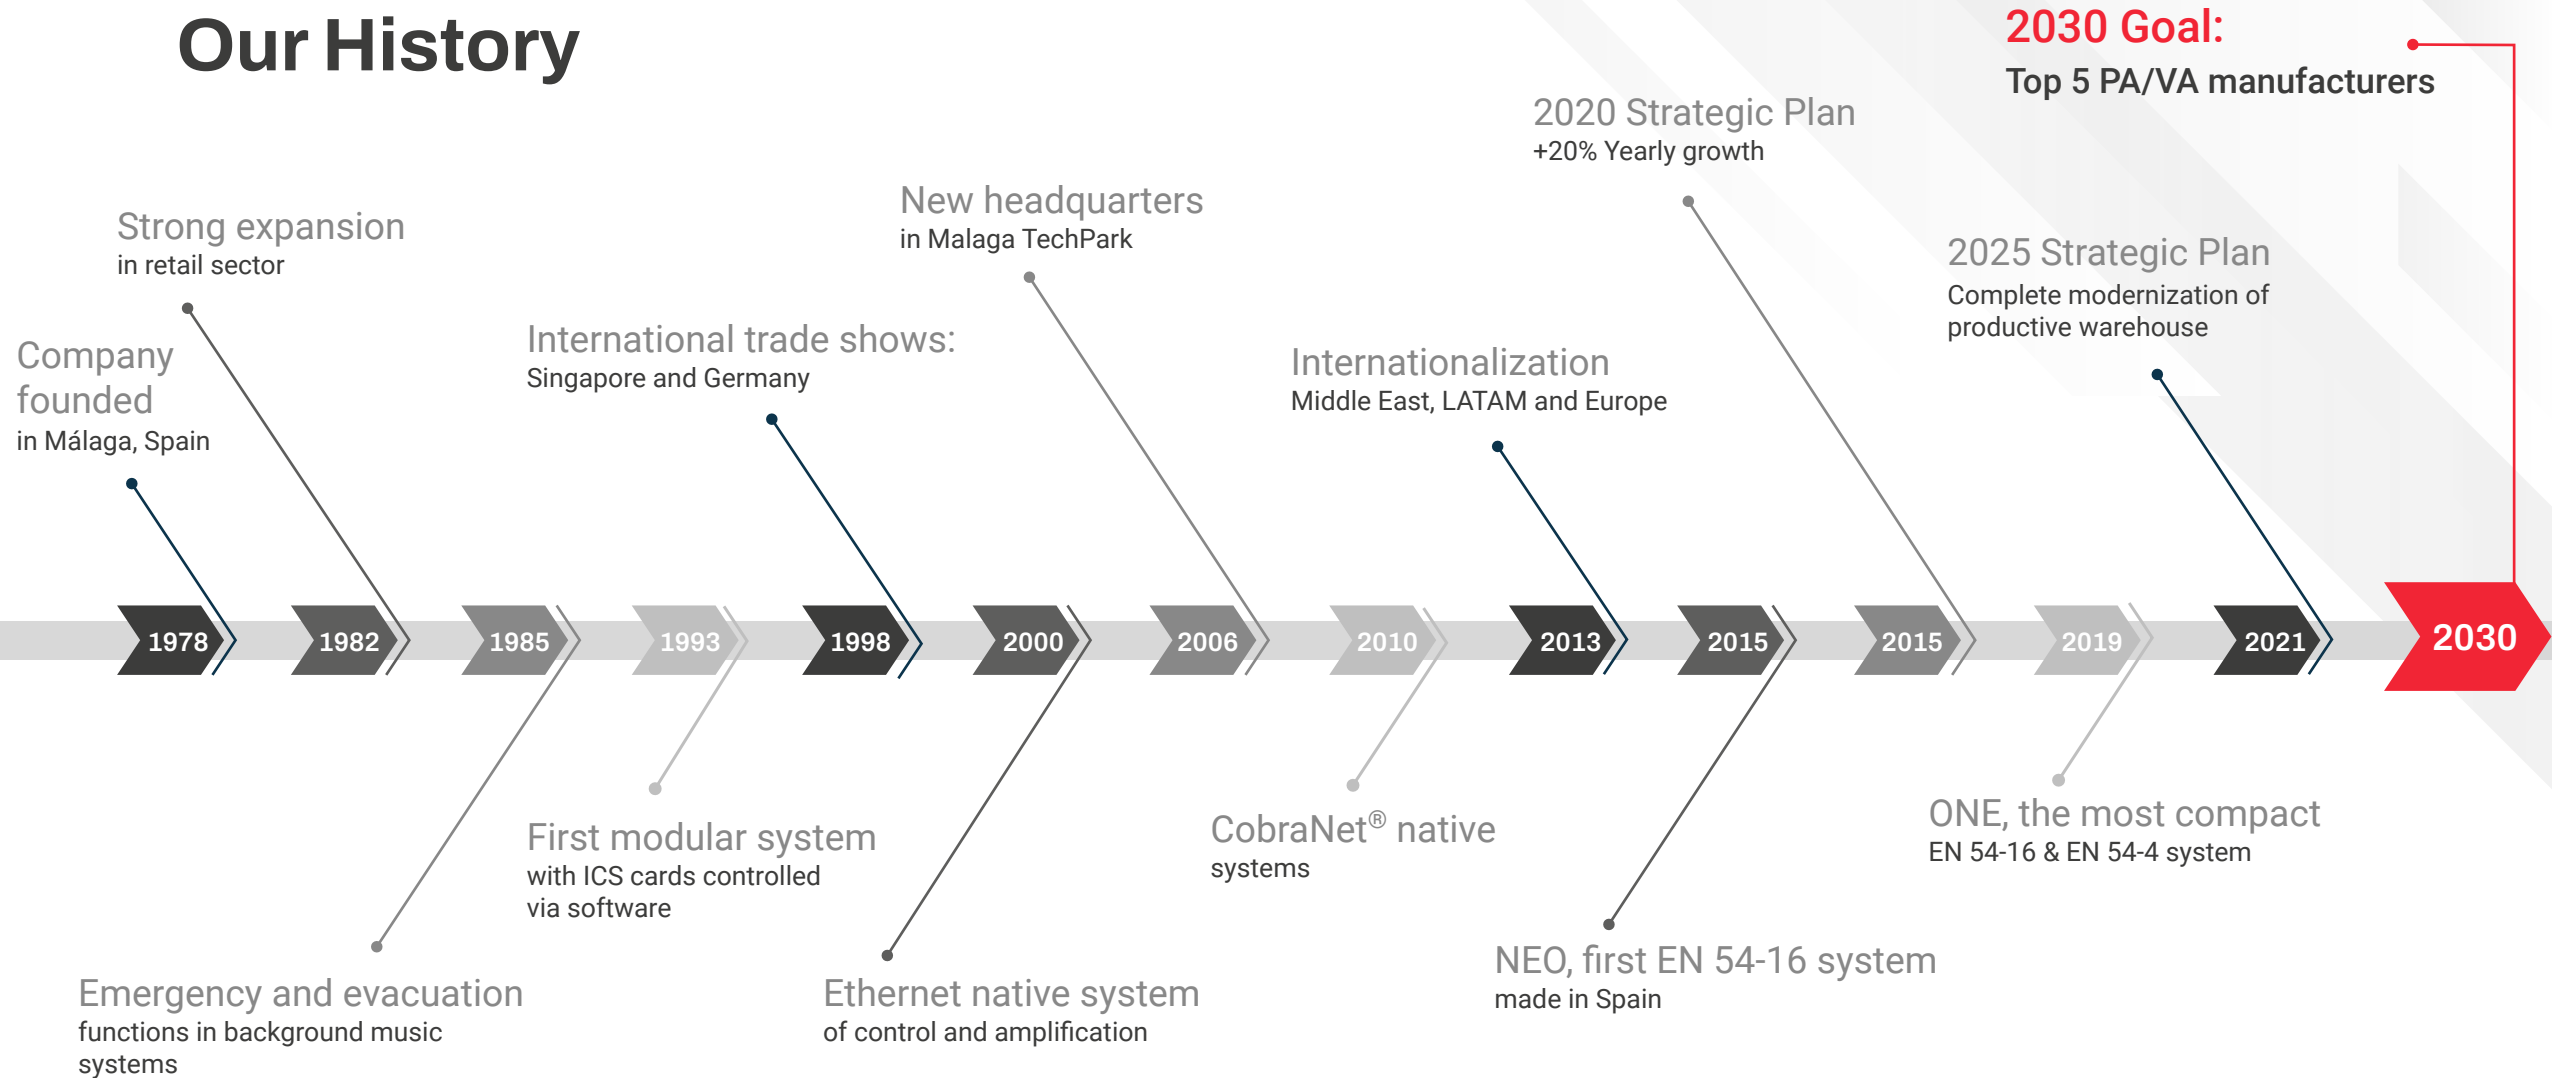 Our History
2030 Goal:
Top 5 PA/VA manufacturers
2020 Strategic Plan
+20% Yearly growth
New headquarters
in Malaga TechPark
Strong expansion
in retail sector
2025 Strategic Plan
Complete modernization of
productive warehouse
International trade shows:
Singapore and Germany
Company
founded
in Málaga, Spain
Internationalization
Middle East, LATAM and Europe
1978
1982
1985
1993
1998
2000
2006
2010
2013
2015
2015
2019
2021
2030
First modular system
with ICS cards controlled
via software
CobraNet® native
systems
ONE, the most compact
EN 54-16 & EN 54-4 system
NEO, first EN 54-16 system
made in Spain
Emergency and evacuation
functions in background music
systems
Ethernet native system
of control and amplification